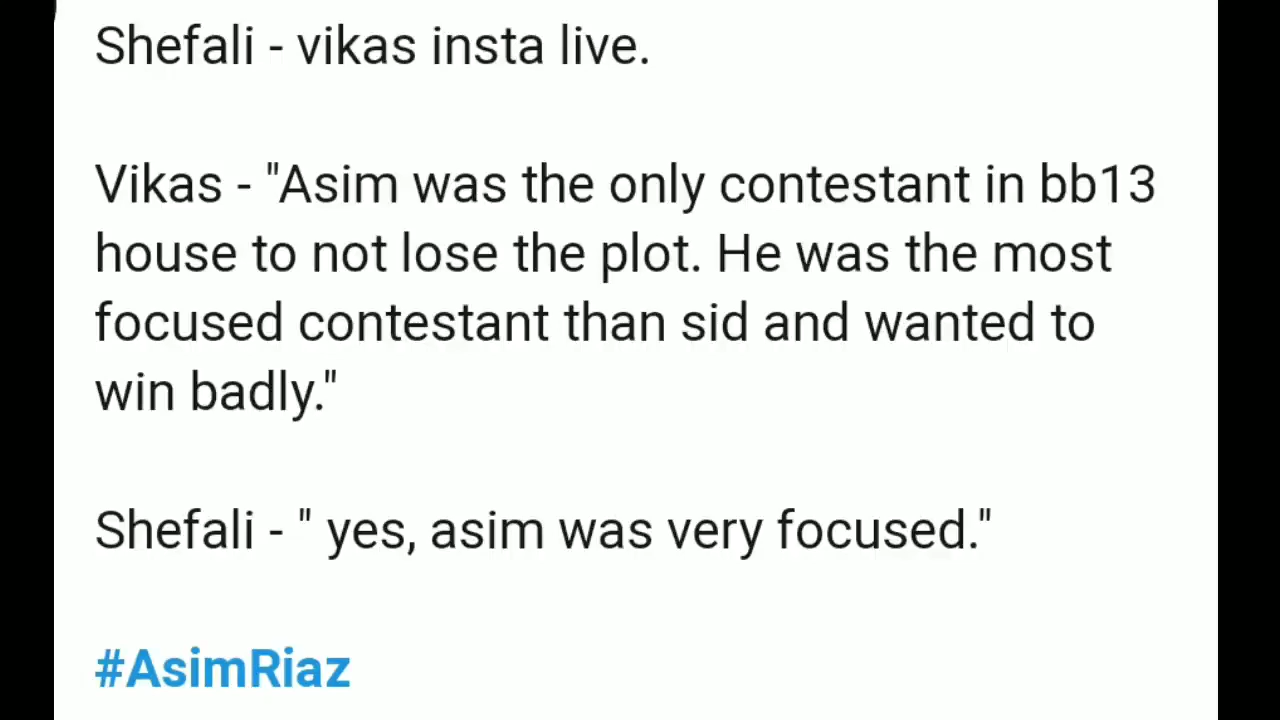 Shefali - vikas insta live.
Vikas - "Asim was the only contestant in bb13
house to not lose the plot. He was the most
focused contestant than sid and wanted to
win badly."
Shefali - " yes, asim was very focused."
#AsimRiaz